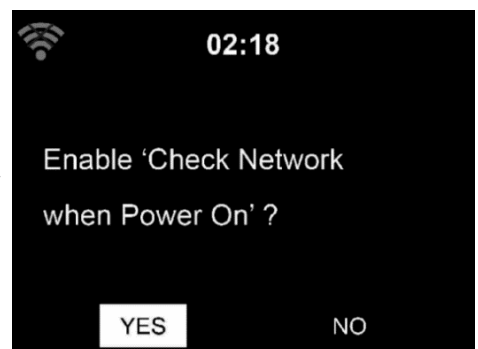 02:18
Enable ‘Check Network
when Power On’ ?
YES NO